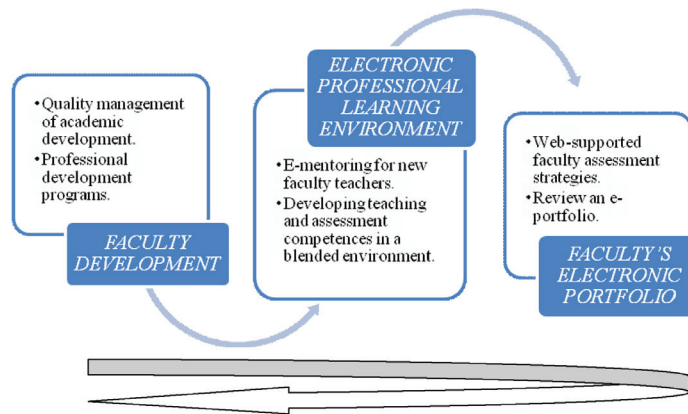 •Quality management
of academic
development.
•Professional
development
programs.
FACULTY
DEVELOPMENT
ELECTRONIC
PROFESSIONAL
LEARNING
ENVIRONMENT
•E-mentoring for new
faculty teachers.
•Developing teaching
and assessment
competences in a
blended environment.
•Web-supported
faculty assessment
strategies.
•Review an e-
portfolio.
FACULTY’S
ELECTRONIC
PORTFOLIO